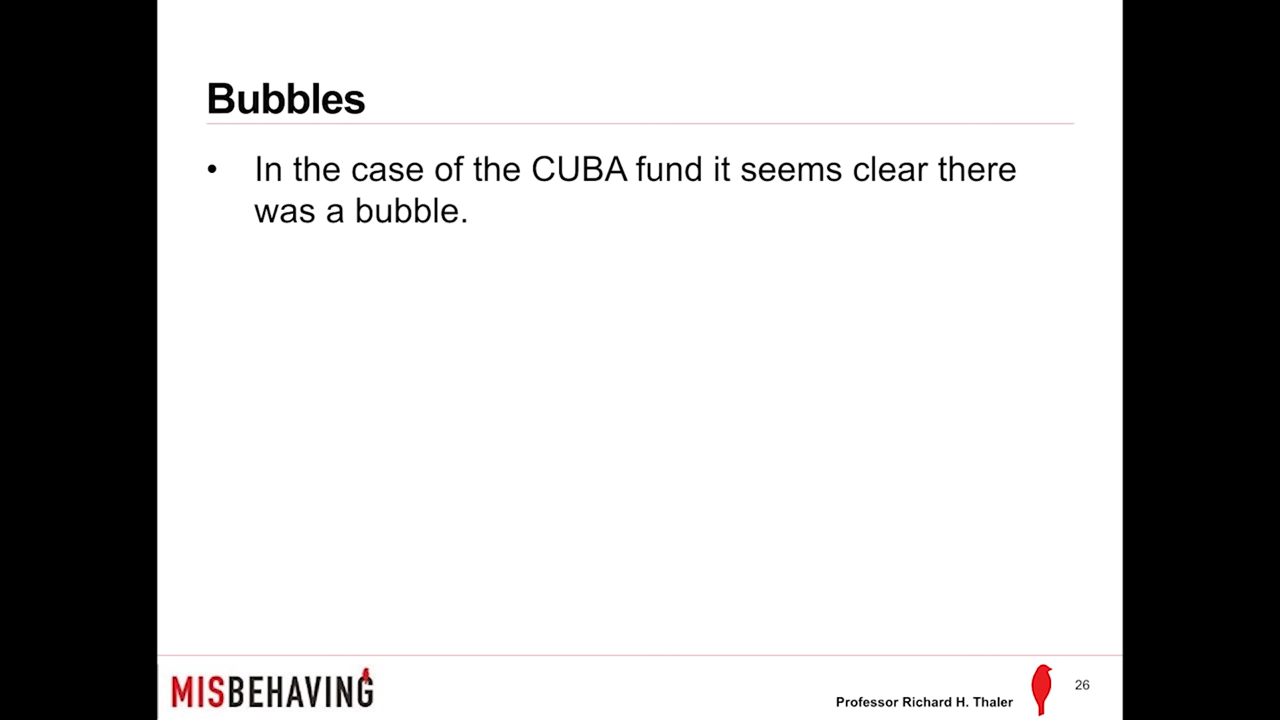 Bubbles
• In the case of the CUBA fund it seems clear there
was a bubble.
MISBEHAVING
Professor Richard H. Thaler
26